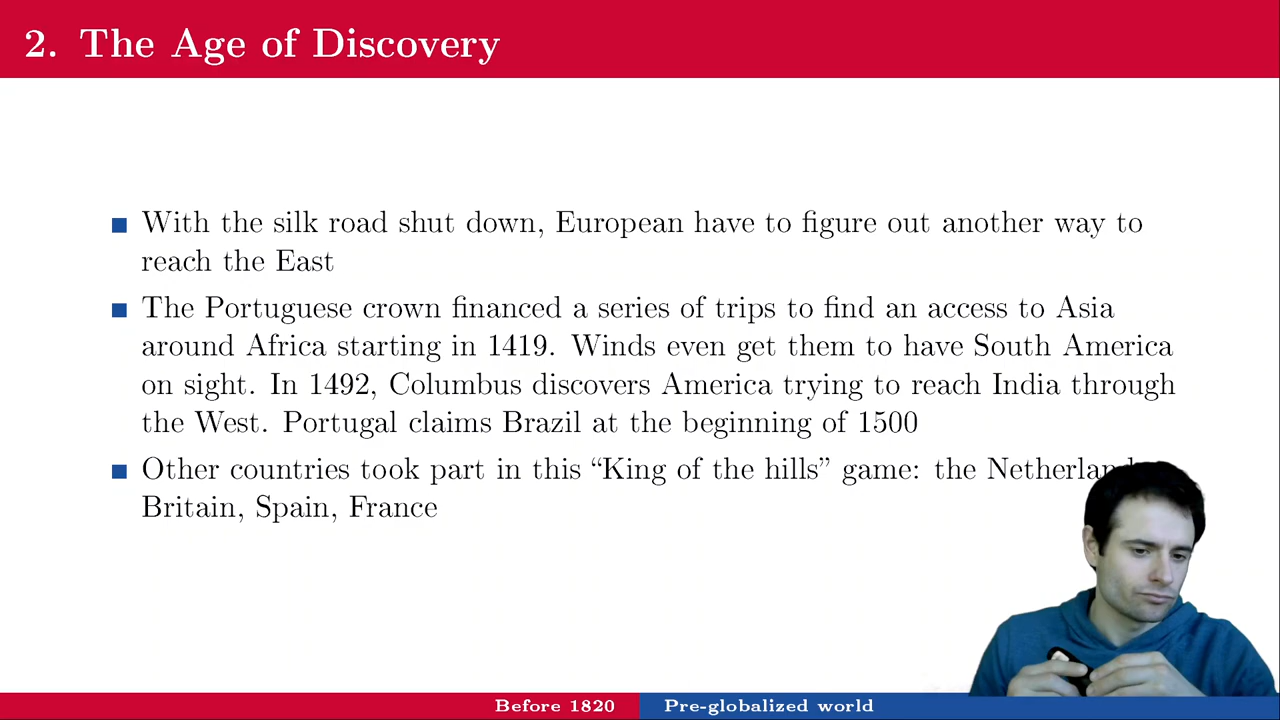 2. The Age of Discovery
With the silk road shut down, European have to figure out another way to
reach the East
The Portuguese crown financed a series of trips to find an access to Asia
around Africa starting in 1419. Winds even get them to have South America
on sight. In 1492, Columbus discovers America trying to reach India through
the West. Portugal claims Brazil at the beginning of 1500
Other countries took part in this “King of the hills” game: the
Britain, Spain, France
Before 1820 Pre-globalized world